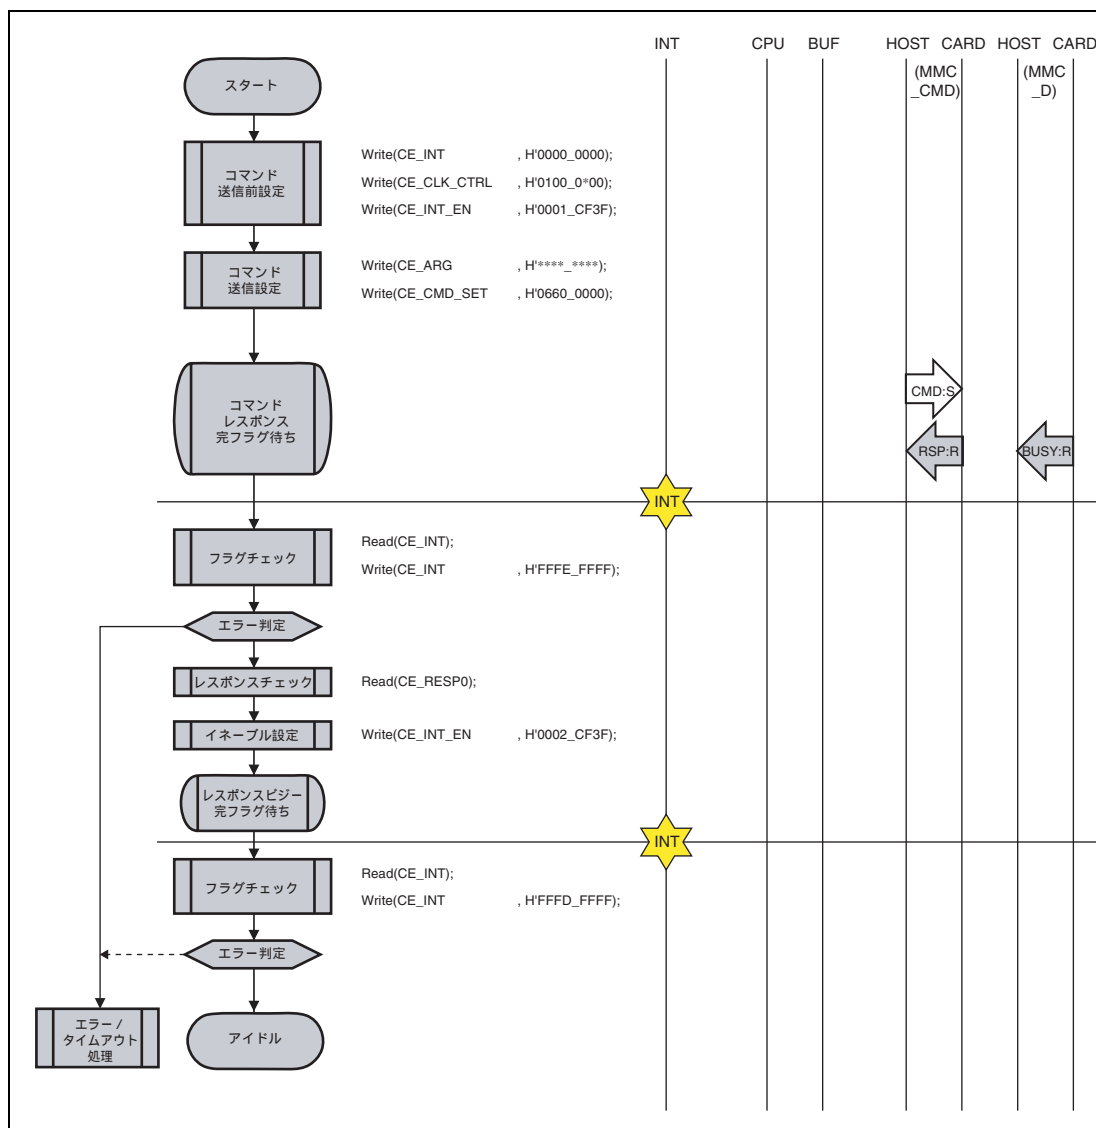 INT CPU BUF HOST CARD HOST CARD
(MMC _CMD)
(MMC _D)
スタート
コマンド
送信前設定
Write(CE_INT , H'0000_0000);
Write(CE_CLK_CTRL , H'0100_0*00);
Write(CE_INT_EN , H'0001_CF3F);
コマンド
送信設定
Write(CE_ARG , H'****_****);
Write(CE_CMD_SET , H'0660_0000);
コマンド
レスポンス
完フラグ待ち
CMD:S
RSP:R
BUSY:R
INT
フラグチェック
Read(CE_INT);
Write(CE_INT , H'FFFE_FFFF);
エラー判定
レスポンスチェック
Read(CE_RESP0);
イネーブル設定
Write(CE_INT_EN , H'0002_CF3F);
レスポンスビジー
完フラグ待ち
INT
フラグチェック
Read(CE_INT);
Write(CE_INT , H'FFFD_FFFF);
エラー判定
エラー /
タイムアウト
処理
アイドル